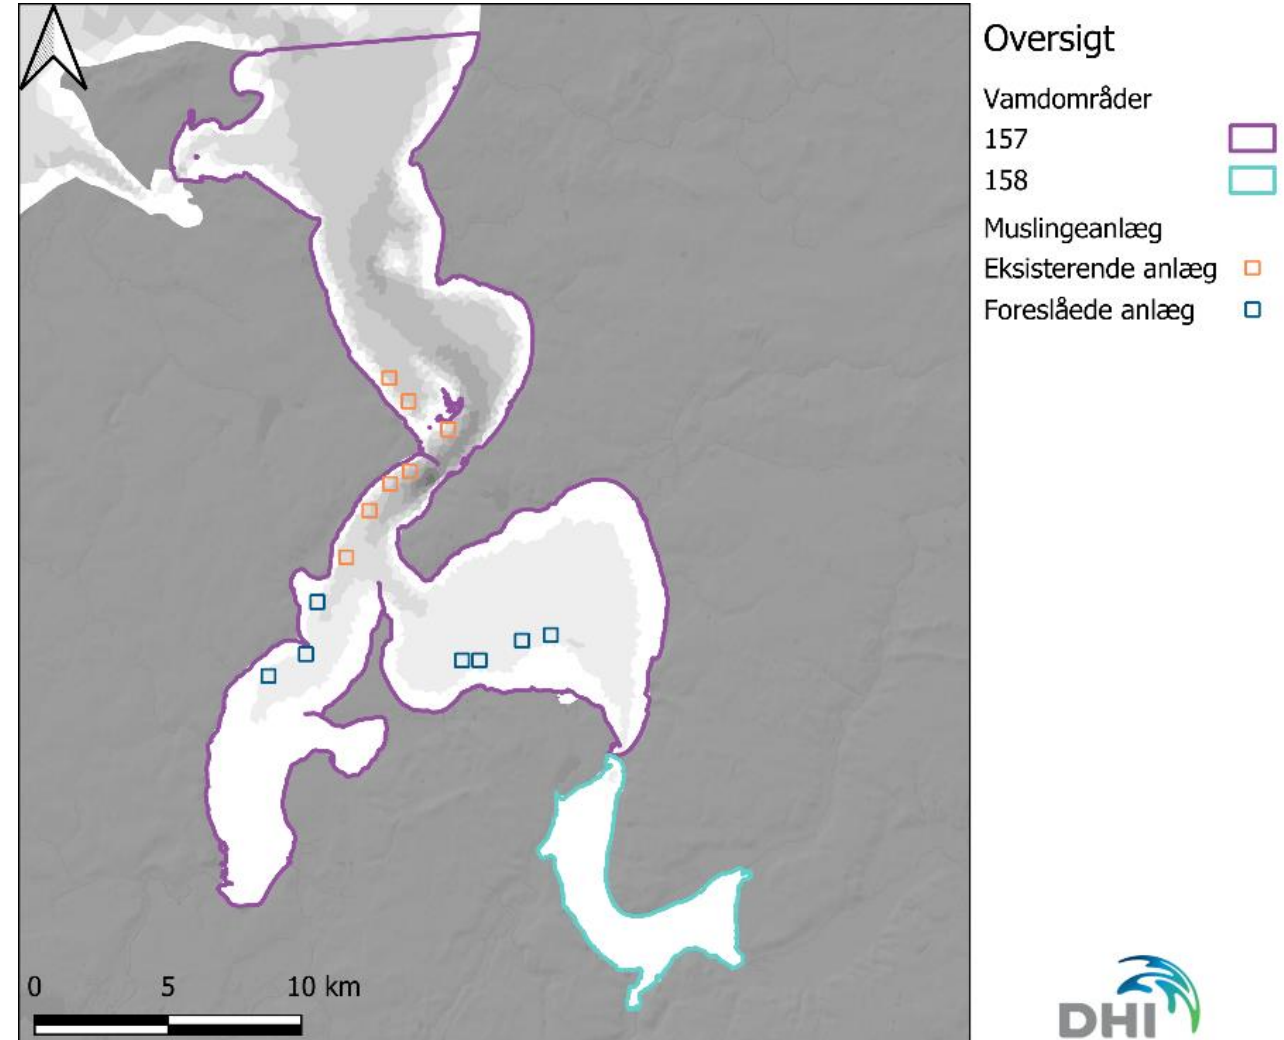 Oversigt
Vamdområder
157
158
Muslingeanlæg
Eksisterende anlæg
Foreslåede anlæg
0 5 10 km
DHI